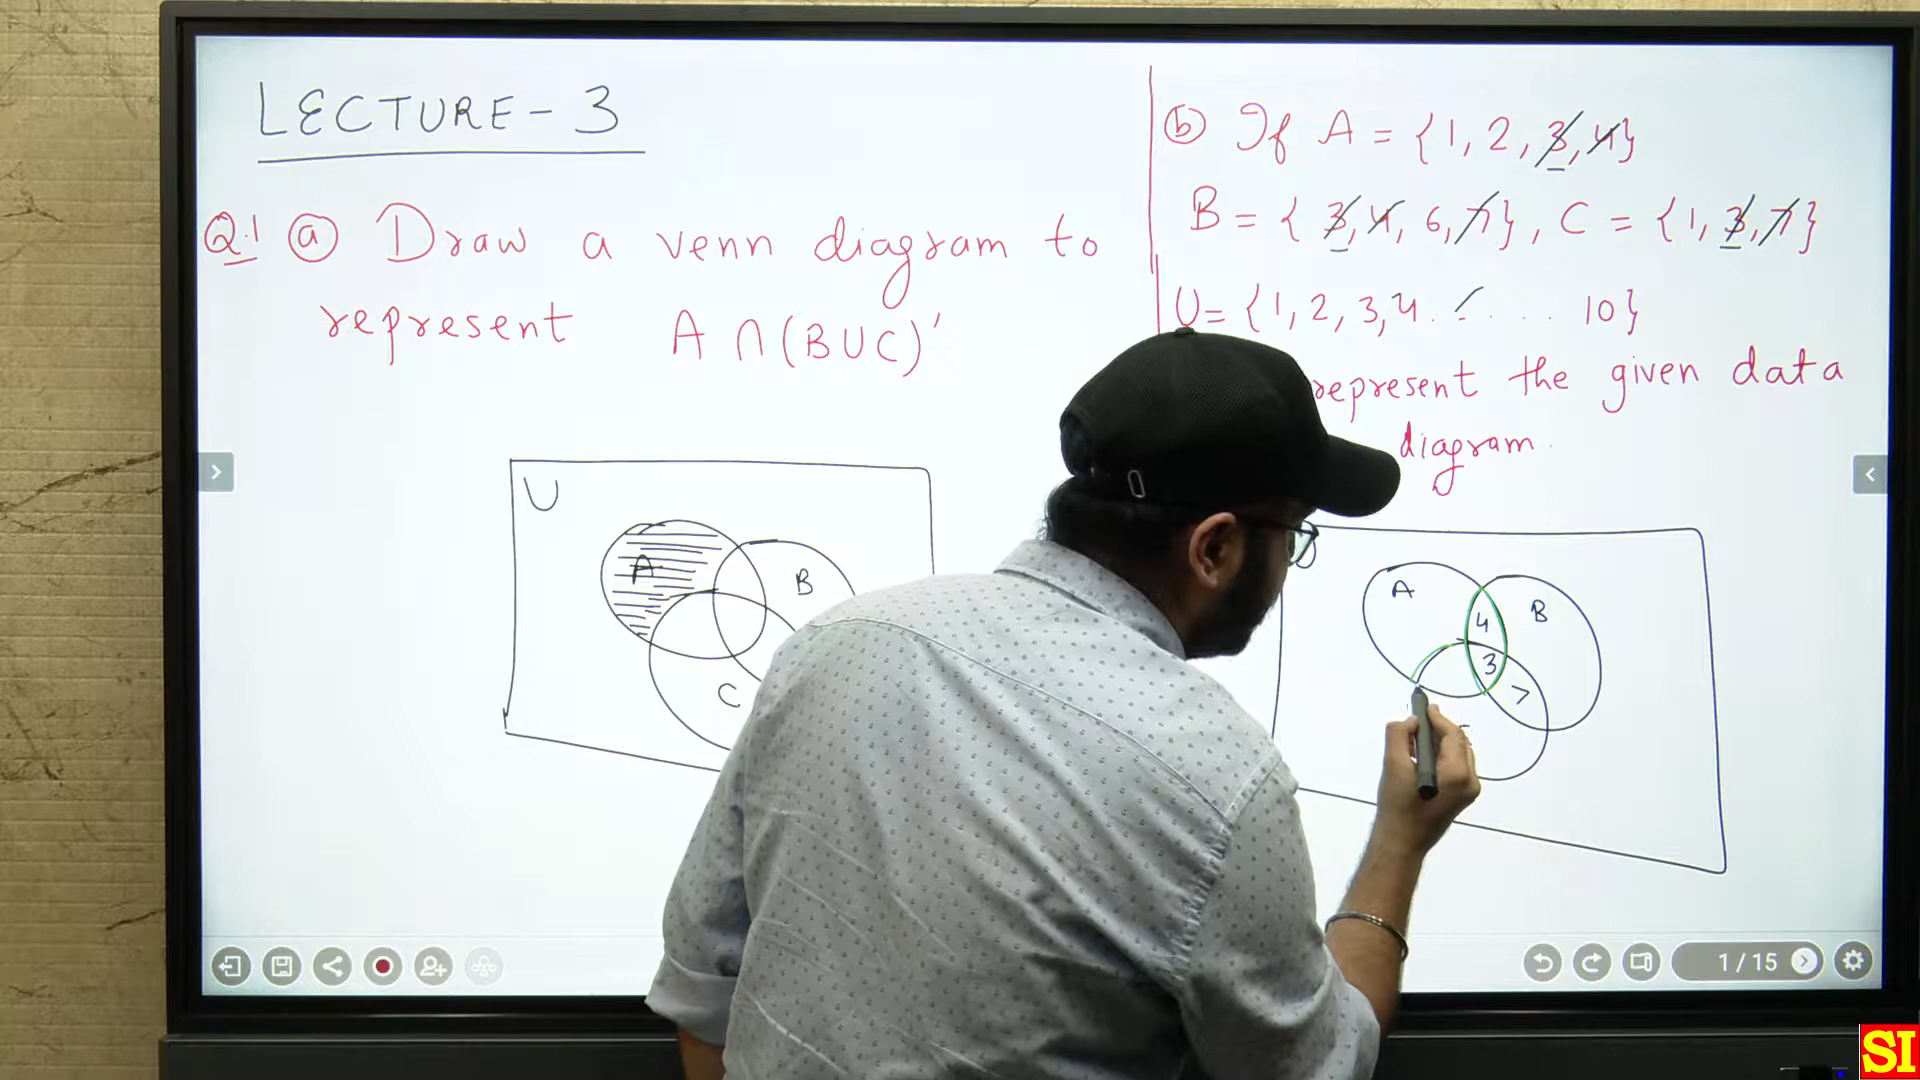 LECTURE - 3
Q.1 (a) Draw a venn diagram to
represent A ∩ (B ∪ C)'
U
A
B
C
(b) If A = {1, 2, 3, 4}
B = { 3, 4, 6, 7}, C = {1, 3, 7}
U = {1, 2, 3, 4 . . . . . 10}
represent the given data
diagram.
A
B
4
3
7
1 / 15
SI